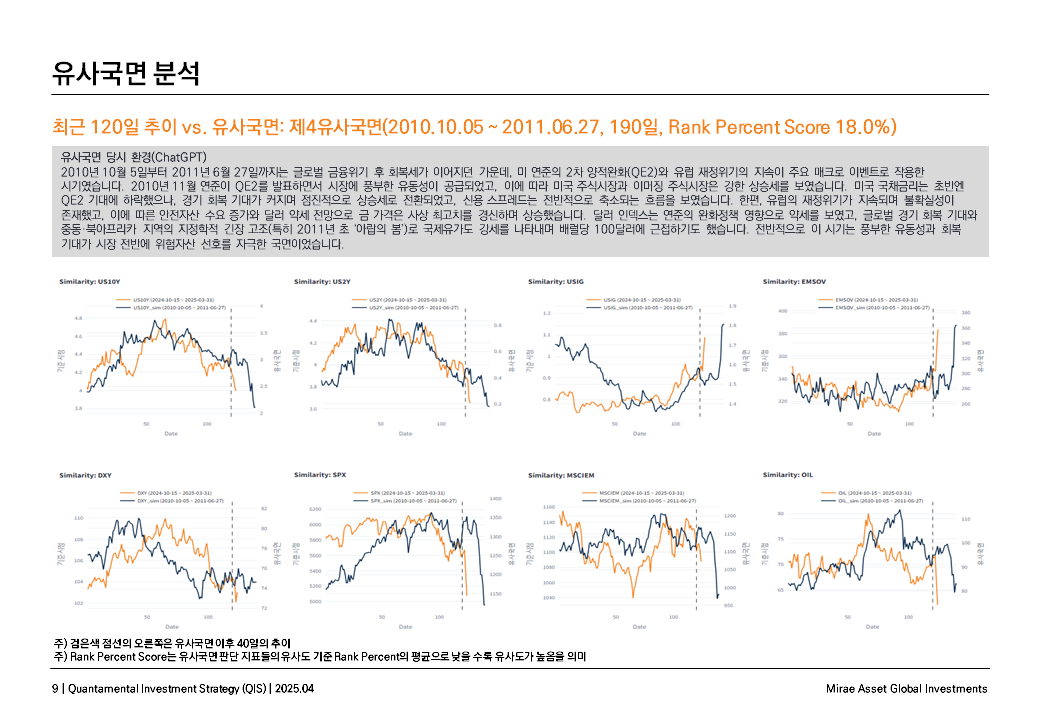 유사국면 분석
최근 120일 추이 vs. 유사국면: 제4유사국면(2010.10.05 ~ 2011.06.27, 190일, Rank Percent Score 18.0%)
유사국면 당시 환경(ChatGPT)
2010년 10월 5일부터 2011년 6월 27일까지는 글로벌 금융위기 후 회복세가 이어지던 가운데, 미 연준의 2차 양적완화(QE2)와 유럽 재정위기의 지속이 주요 매크로 이벤트로 작용한
시기였습니다. 2010년 11월 연준이 QE2를 발표하면서 시장에 풍부한 유동성이 공급되었고, 이에 따라 미국 주식시장과 이머징 주식시장은 강한 상승세를 보였습니다. 미국 국채금리는 초반엔
QE2 기대에 하락했으나, 경기 회복 기대가 커지며 점진적으로 상승세로 전환되었고, 신용 스프레드는 전반적으로 축소되는 흐름을 보였습니다. 한편, 유럽의 재정위기가 지속되며 불확실성이
존재했고, 이에 따른 안전자산 수요 증가와 달러 약세 전망으로 금 가격은 사상 최고치를 경신하며 상승했습니다. 달러 인덱스는 연준의 완화정책 영향으로 약세를 보였고, 글로벌 경기 회복 기대와
중동·북아프리카 지역의 지정학적 긴장 고조(특히 2011년 초 '아랍의 봄')로 국제유가도 강세를 나타내며 배럴당 100달러에 근접하기도 했습니다. 전반적으로 이 시기는 풍부한 유동성과 회복
기대가 시장 전반에 위험자산 선호를 자극한 국면이었습니다.
Similarity: US10Y
US10Y (2024-10-15 ~ 2025-03-31)
US10Y_sim (2010-10-05 ~ 2011-06-27)
4.8
4.6
4.4
4.2
4
3.8
4
3.5
3
2.5
2
기준시점
유사국면
50
100
Date
Similarity: US2Y
US2Y (2024-10-15 ~ 2025-03-31)
US2Y_sim (2010-10-05 ~ 2011-06-27)
4.4
4.2
4
3.8
3.6
0.8
0.6
0.4
0.2
기준시점
유사국면
50
100
Date
Similarity: USIG
USIG (2024-10-15 ~ 2025-03-31)
USIG_sim (2010-10-05 ~ 2011-06-27)
1.2
1.1
1
0.9
0.8
1.9
1.8
1.7
1.6
1.5
1.4
기준시점
유사국면
50
100
Date
Similarity: EMSOV
EMSOV (2024-10-15 ~ 2025-03-31)
EMSOV_sim (2010-10-05 ~ 2011-06-27)
400
380
360
340
320
380
360
340
320
300
280
260
기준시점
유사국면
50
100
Date
Similarity: DXY
DXY (2024-10-15 ~ 2025-03-31)
DXY_sim (2010-10-05 ~ 2011-06-27)
110
108
106
104
102
82
80
78
76
74
72
기준시점
유사국면
50
100
Date
Similarity: SPX
SPX (2024-10-15 ~ 2025-03-31)
SPX_sim (2010-10-05 ~ 2011-06-27)
6200
6000
5800
5600
5400
5200
5000
1400
1350
1300
1250
1200
1150
기준시점
유사국면
50
100
Date
Similarity: MSCIEM
MSCIEM (2024-10-15 ~ 2025-03-31)
MSCIEM_sim (2010-10-05 ~ 2011-06-27)
1160
1140
1120
1100
1080
1060
1040
1200
1150
1100
1050
1000
950
기준시점
유사국면
50
100
Date
Similarity: OIL
OIL (2024-10-15 ~ 2025-03-31)
OIL_sim (2010-10-05 ~ 2011-06-27)
80
75
70
65
110
100
90
80
기준시점
유사국면
50
100
Date
주) 검은색 점선의 오른쪽은 유사국면 이후 40일의 추이
주) Rank Percent Score는 유사국면 판단 지표들의 유사도 기준 Rank Percent의 평균으로 낮을 수록 유사도가 높음을 의미
9 | Quantamental Investment Strategy (QIS) | 2025.04
Mirae Asset Global Investments